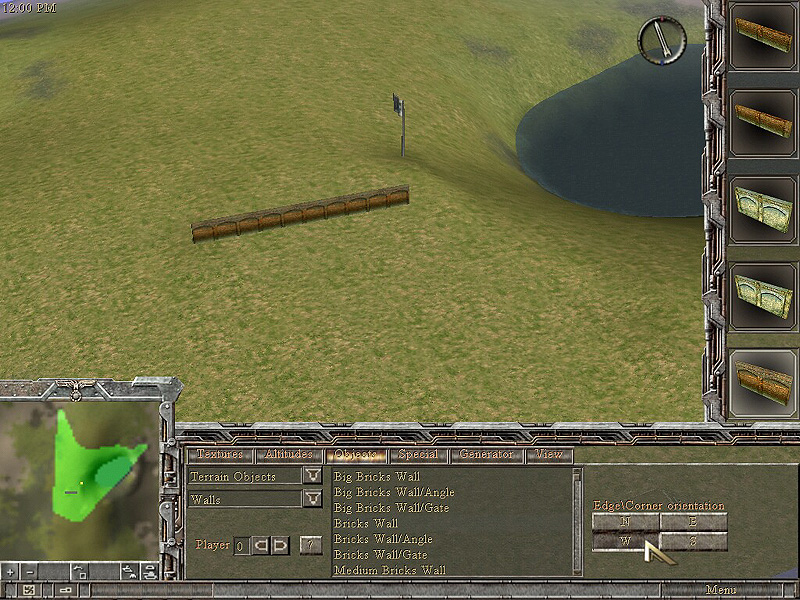 12:00 PM
Textures Altitudes Objects Special Generator View
Terrain Objects
Walls
Player 0 ?
Big Bricks Wall
Big Bricks Wall/Angle
Big Bricks Wall/Gate
Bricks Wall
Bricks Wall/Angle
Bricks Wall/Gate
Medium Bricks Wall
Edge\Corner orientation
N E
W S
+ -
Menu